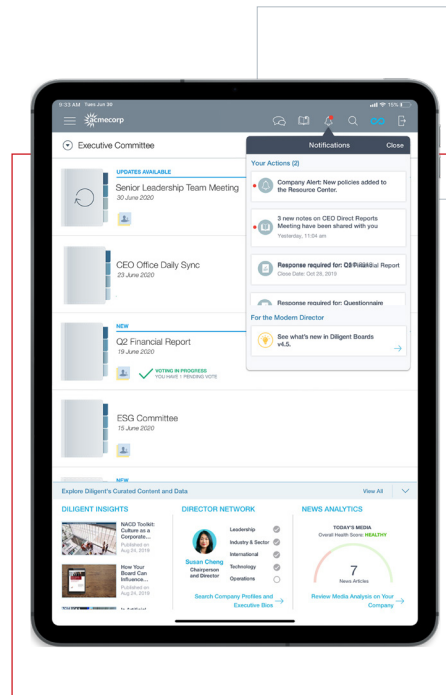 9:33 AM Tues Jun 30
15%
acmecorp
Executive Committee
UPDATES AVAILABLE
Senior Leadership Team Meeting
30 June 2020
CEO Office Daily Sync
23 June 2020
NEW
Q2 Financial Report
19 June 2020
VOTING IN PROGRESS
YOU HAVE 1 PENDING VOTE
ESG Committee
15 June 2020
NEW
Notifications Close
Your Actions (2)
Company Alert: New policies added to
the Resource Center.
3 new notes on CEO Direct Reports
Meeting have been shared with you
Yesterday, 11:04 am
Response required for: Financial Report
Close Date: Oct 25, 2019
Response required for: Questionnaire
For the Modern Director
See what's new in Diligent Boards
v4.5.
Explore Diligent's Curated Content and Data View All
DILIGENT INSIGHTS
NACD Toolkit:
Culture as a
Corporate...
Published on
Aug 24, 2019
How Your
Board Can
Influence...
Published on
Aug 24, 2019
DIRECTOR NETWORK
Susan Cheng
Chairperson
and Director
Leadership
Industry & Sector
International
Technology
Operations
Search Company Profiles and
Executive Bios
NEWS ANALYTICS
TODAY'S MEDIA
Overall Health Score: HEALTHY
7
News Articles
Review Media Analysis on Your
Company